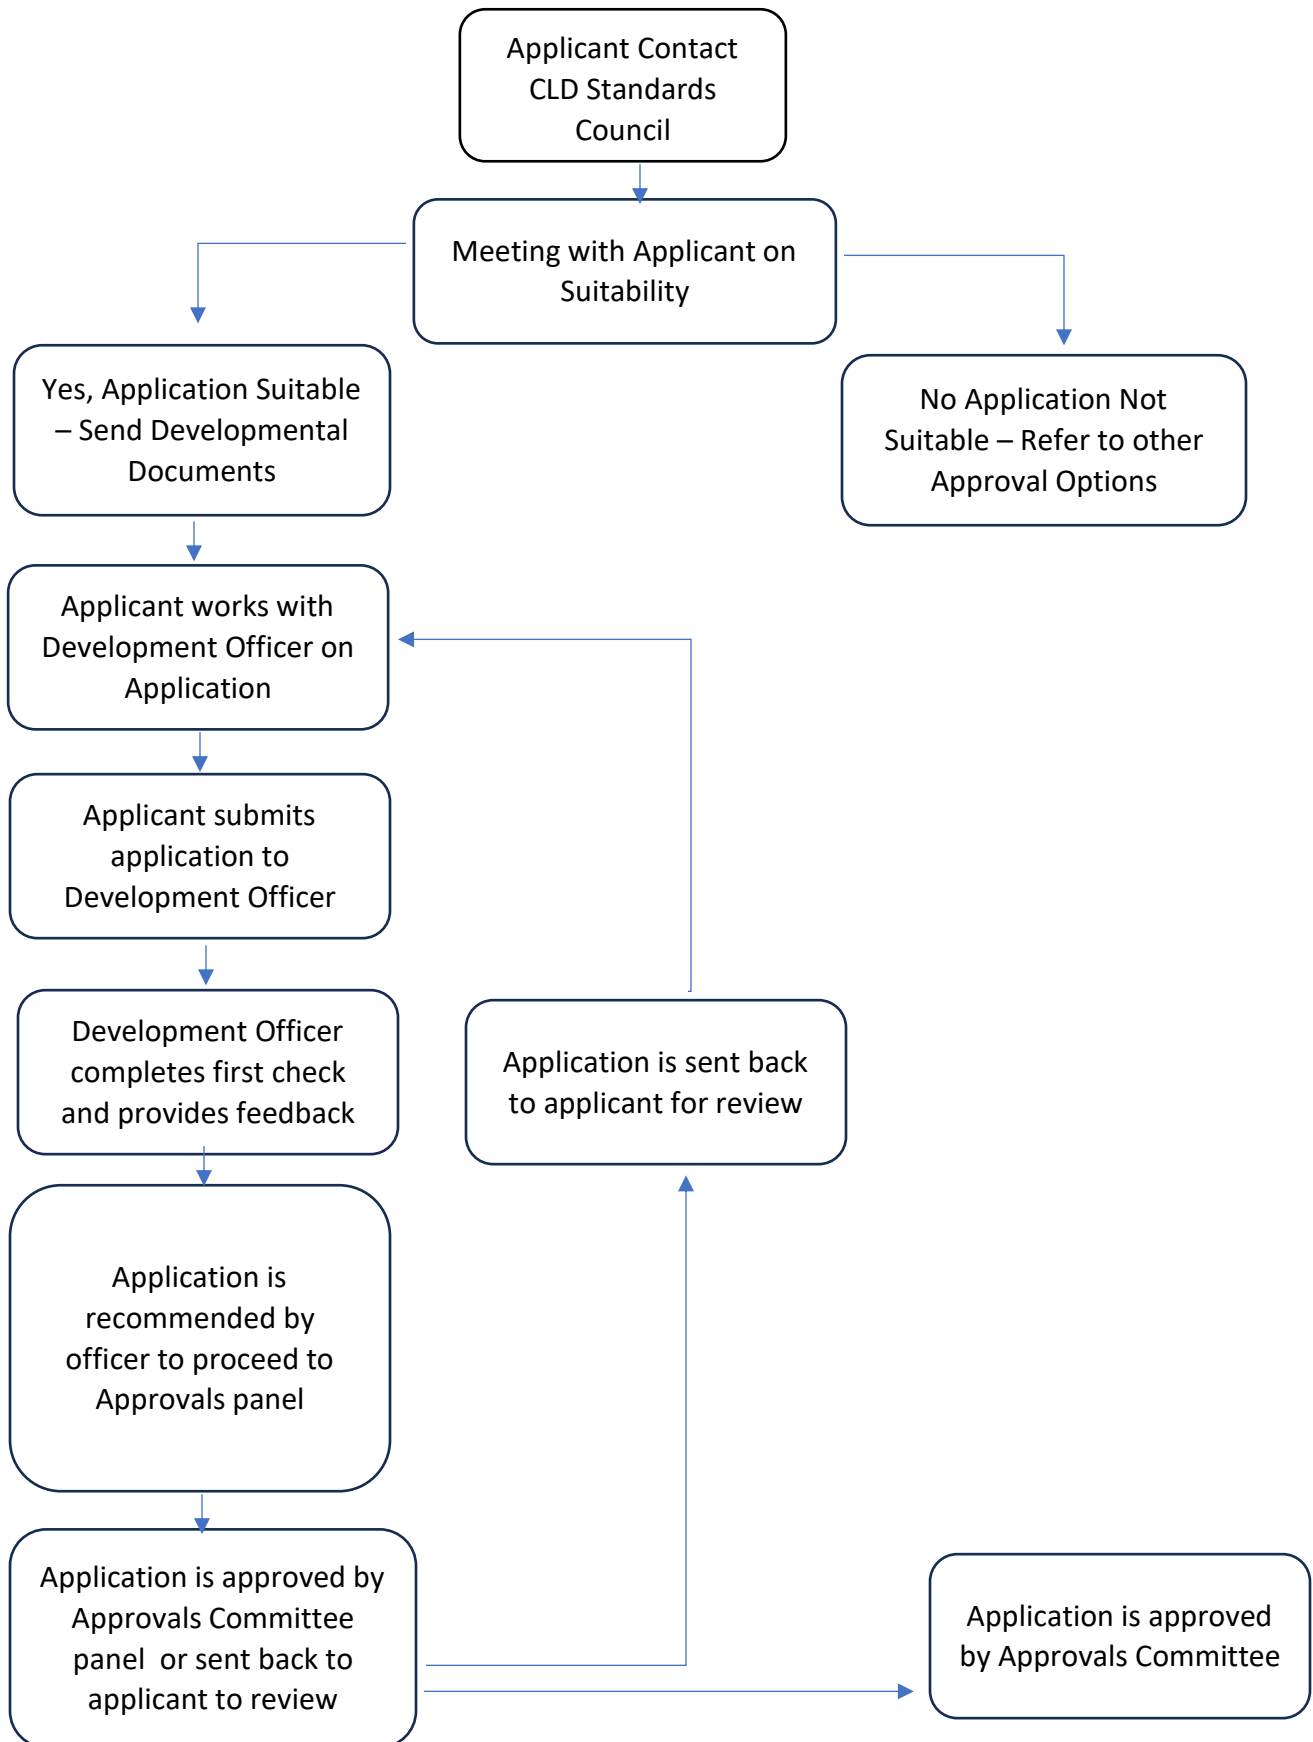 Applicant Contact
CLD Standards
Council
Meeting with Applicant on
Suitability
Yes, Application Suitable
– Send Developmental
Documents
No Application Not
Suitable – Refer to other
Approval Options
Applicant works with
Development Officer on
Application
Applicant submits
application to
Development Officer
Development Officer
completes first check
and provides feedback
Application is sent back
to applicant for review
Application is
recommended by
officer to proceed to
Approvals panel
Application is approved by
Approvals Committee
panel  or sent back to
applicant to review
Application is approved
by Approvals Committee